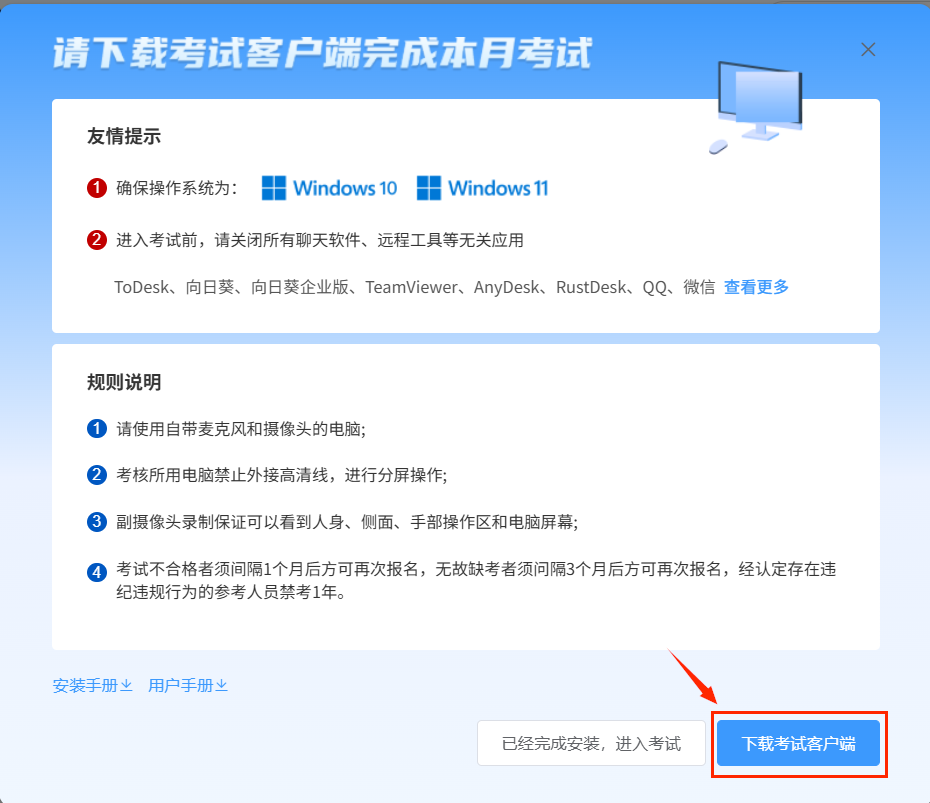 请下载考试客户端完成本月考试
友情提示
1 确保操作系统为： Windows 10 Windows 11
2 进入考试前，请关闭所有聊天软件、远程工具等无关应用
ToDesk、向日葵、向日葵企业版、TeamViewer、AnyDesk、RustDesk、QQ、微信 查看更多
规则说明
1 请使用自带麦克风和摄像头的电脑;
2 考核所用电脑禁止外接高清线，进行分屏操作;
3 副摄像头录制保证可以看到人身、侧面、手部操作区和电脑屏幕;
4 考试不合格者须间隔1个月后方可再次报名，无故缺考者须问隔3个月后方可再次报名，经认定存在违
纪违规行为的参考人员禁考1年。
安装手册 用户手册
已经完成安装，进入考试 下载考试客户端